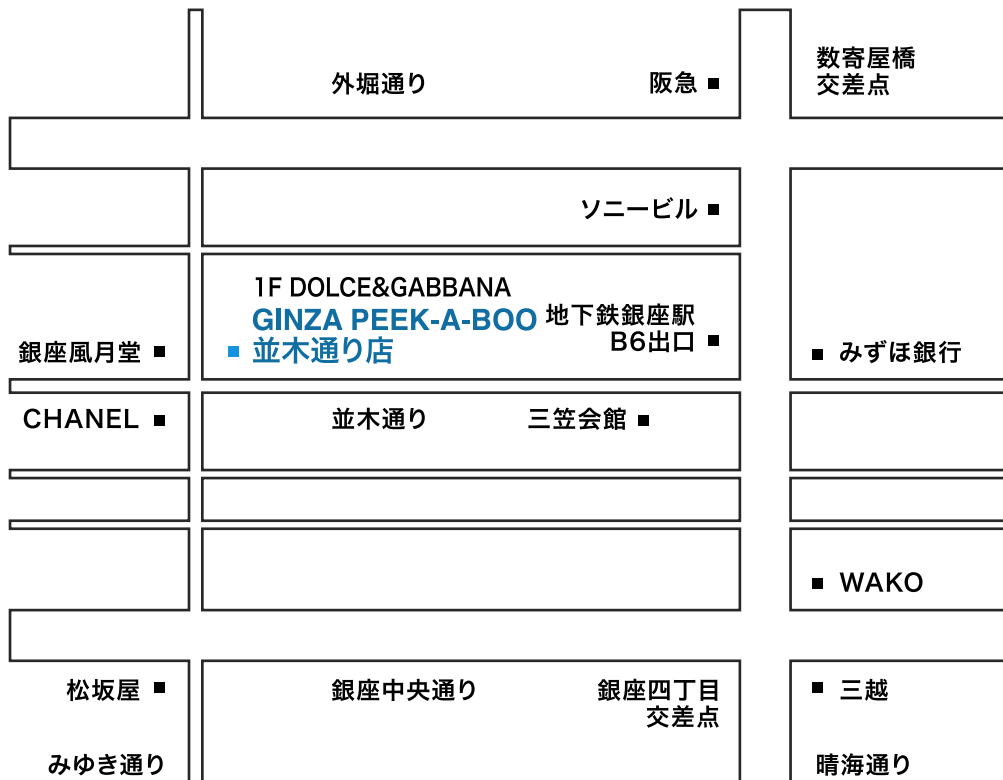 外堀通り
阪急
数寄屋橋
交差点
ソニービル
1F DOLCE&GABBANA
GINZA PEEK-A-BOO
並木通り店
地下鉄銀座駅
B6出口
銀座風月堂
みずほ銀行
CHANEL
並木通り
三笠会館
WAKO
松坂屋
銀座中央通り
銀座四丁目
交差点
三越
みゆき通り
晴海通り